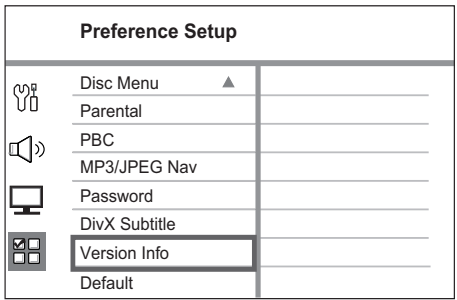 Preference Setup
Disc Menu
Parental
PBC
MP3/JPEG Nav
Password
DivX Subtitle
Version Info
Default